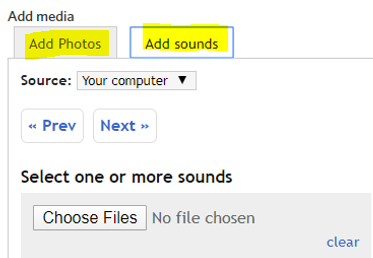 Add media
Add Photos Add sounds
Source: Your computer ▼
« Prev Next »
Select one or more sounds
Choose Files No file chosen
clear